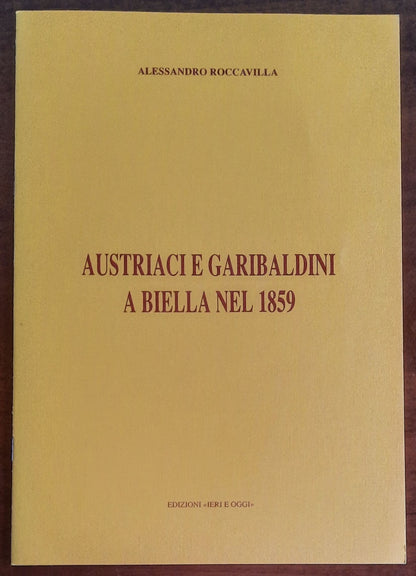 ALESSANDRO ROCCAVILLA
AUSTRIACI E GARIBALDINI
A BIELLA NEL 1859
EDIZIONI «IERI E OGGI»